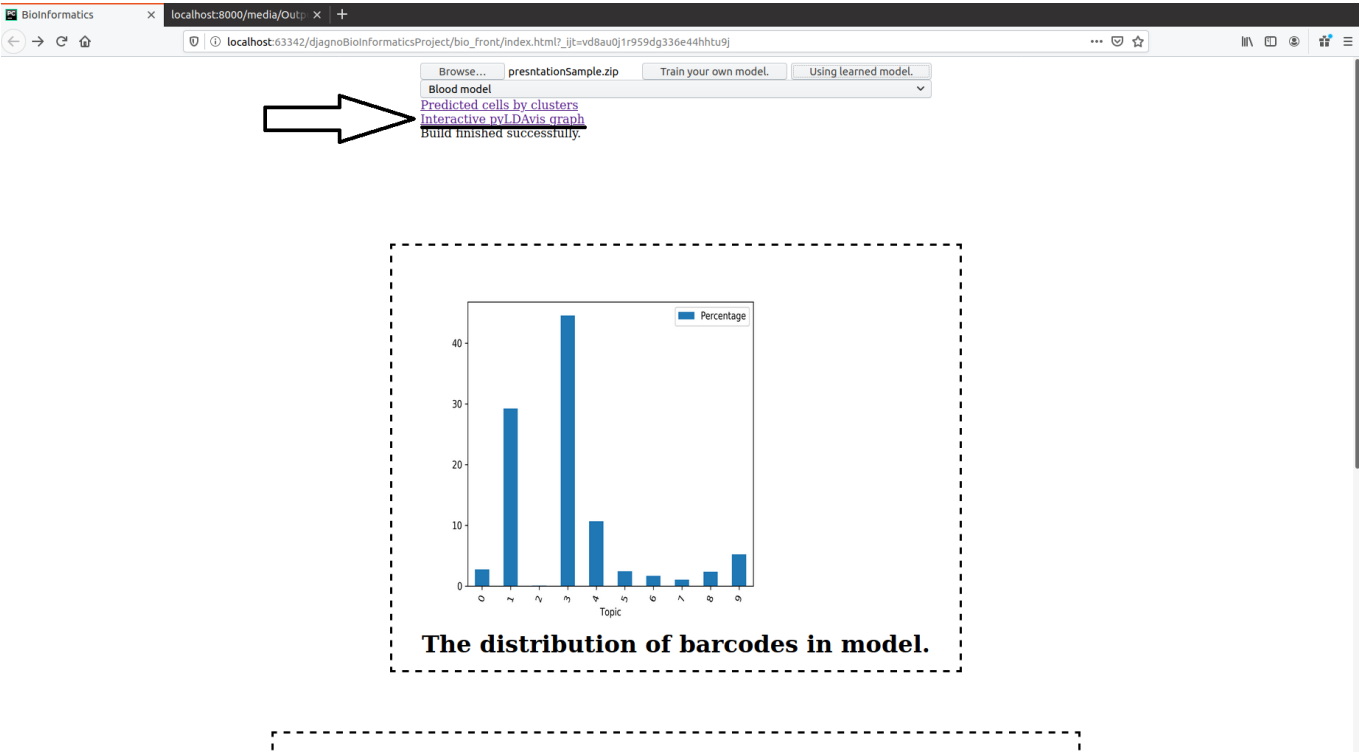 BioInformatics
localhost:8000/media/Outp
localhost:63342/djagnoBioInformaticsProject/bio_front/index.html?_ijt=vd8au0j1r959dg336e44hhtu9j
Browse... presntationSample.zip Train your own model. Using learned model.
Blood model
Predicted cells by clusters
Interactive pyLDAvis graph
Build finished successfully.
Percentage
40
30
20
10
0
0 1 2 3 4 5 6 7 8 9
Topic
The distribution of barcodes in model.